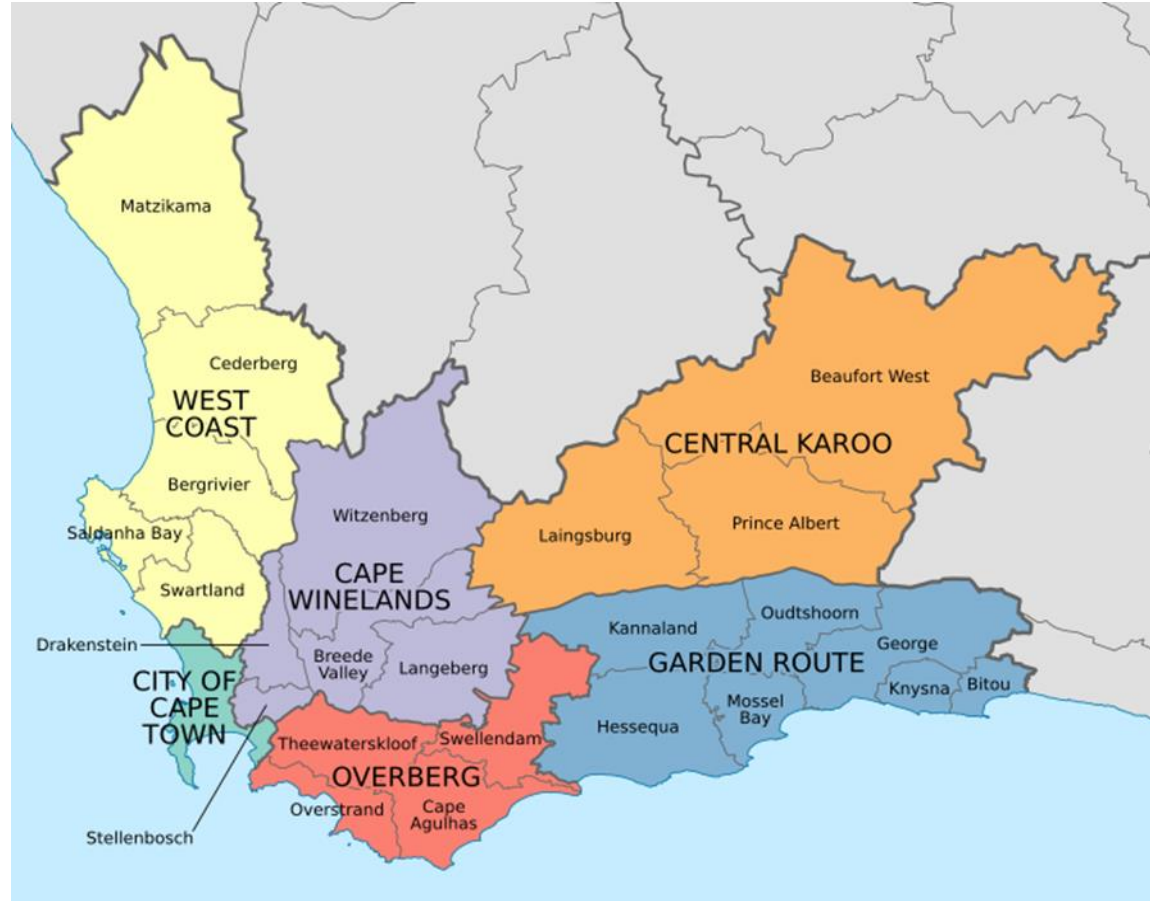 Matzikama
Cederberg
WEST
COAST
Bergrivier
Saldanha Bay
Swartland
Witzenberg
CAPE
WINELANDS
Drakenstein
Breede
Valley
Langeberg
CITY OF
CAPE
TOWN
Stellenbosch
Beaufort West
CENTRAL KAROO
Laingsburg
Prince Albert
Kannaland
Oudtshoorn
George
GARDEN ROUTE
Hessequa
Mossel
Bay
Knysna
Bitou
Theewaterskloof
Swellendam
OVERBERG
Overstrand
Cape
Agulhas